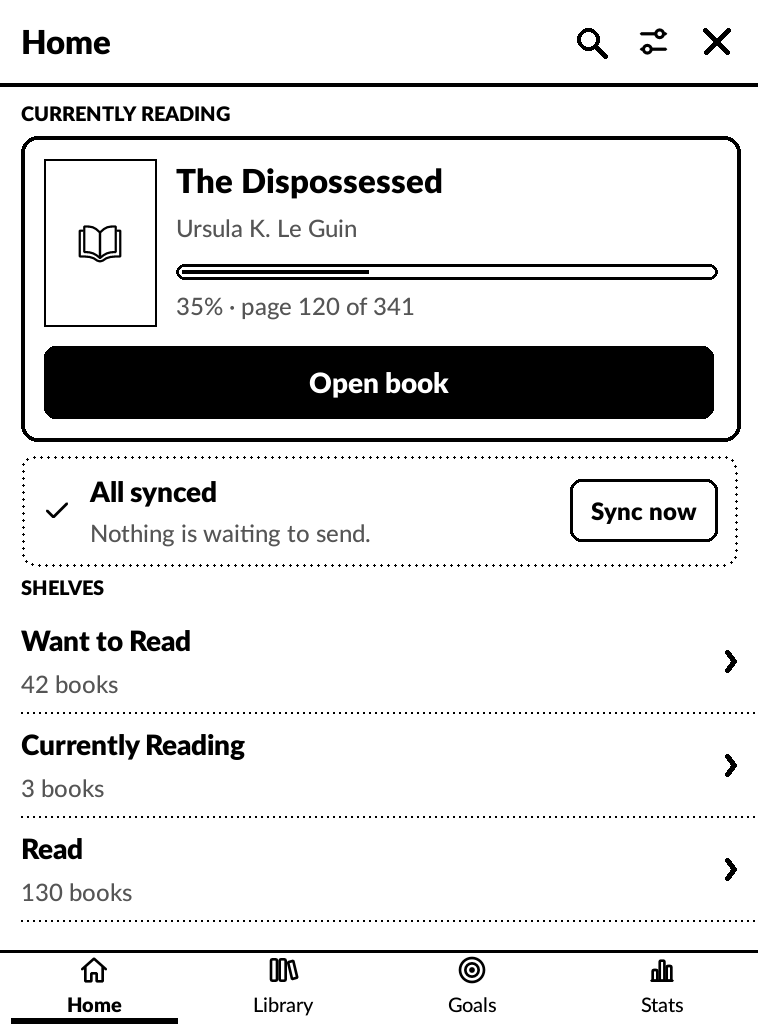 Home
CURRENTLY READING
The Dispossessed
Ursula K. Le Guin
35% · page 120 of 341
Open book
All synced
Nothing is waiting to send.
Sync now
SHELVES
Want to Read
42 books
Currently Reading
3 books
Read
130 books
Home
Library
Goals
Stats